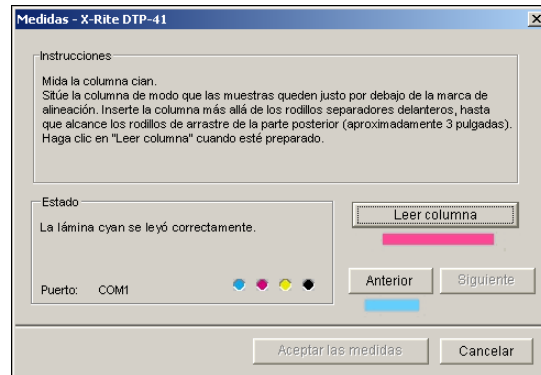 Medidas - X-Rite DTP-41
Instrucciones
Mida la columna cian.
Sitúe la columna de modo que las muestras queden justo por debajo de la marca de
alineación. Inserte la columna más allá de los rodillos separadores delanteros, hasta
que alcance los rodillos de arrastre de la parte posterior (aproximadamente 3 pulgadas).
Haga clic en "Leer columna" cuando esté preparado.
Estado
La lámina cyan se leyó correctamente.
Leer columna
Puerto: COM1
Anterior
Siguiente
Aceptar las medidas
Cancelar